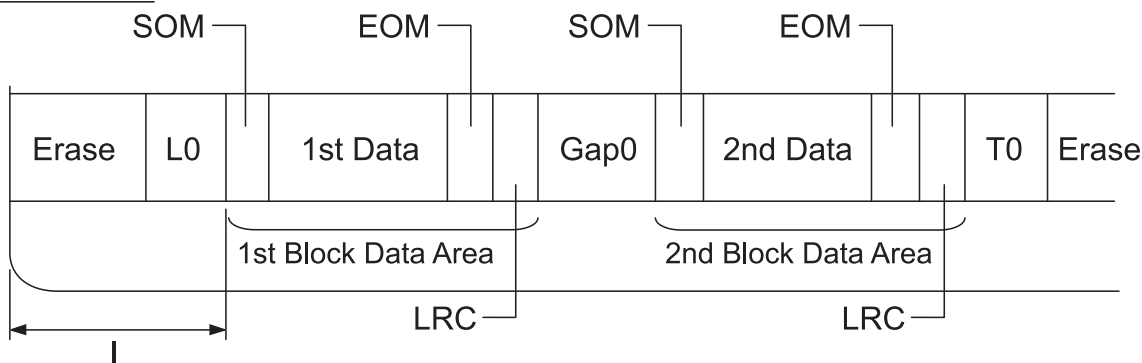 SOM EOM SOM EOM
Erase L0 1st Data Gap0 2nd Data T0 Erase
1st Block Data Area 2nd Block Data Area
LRC LRC